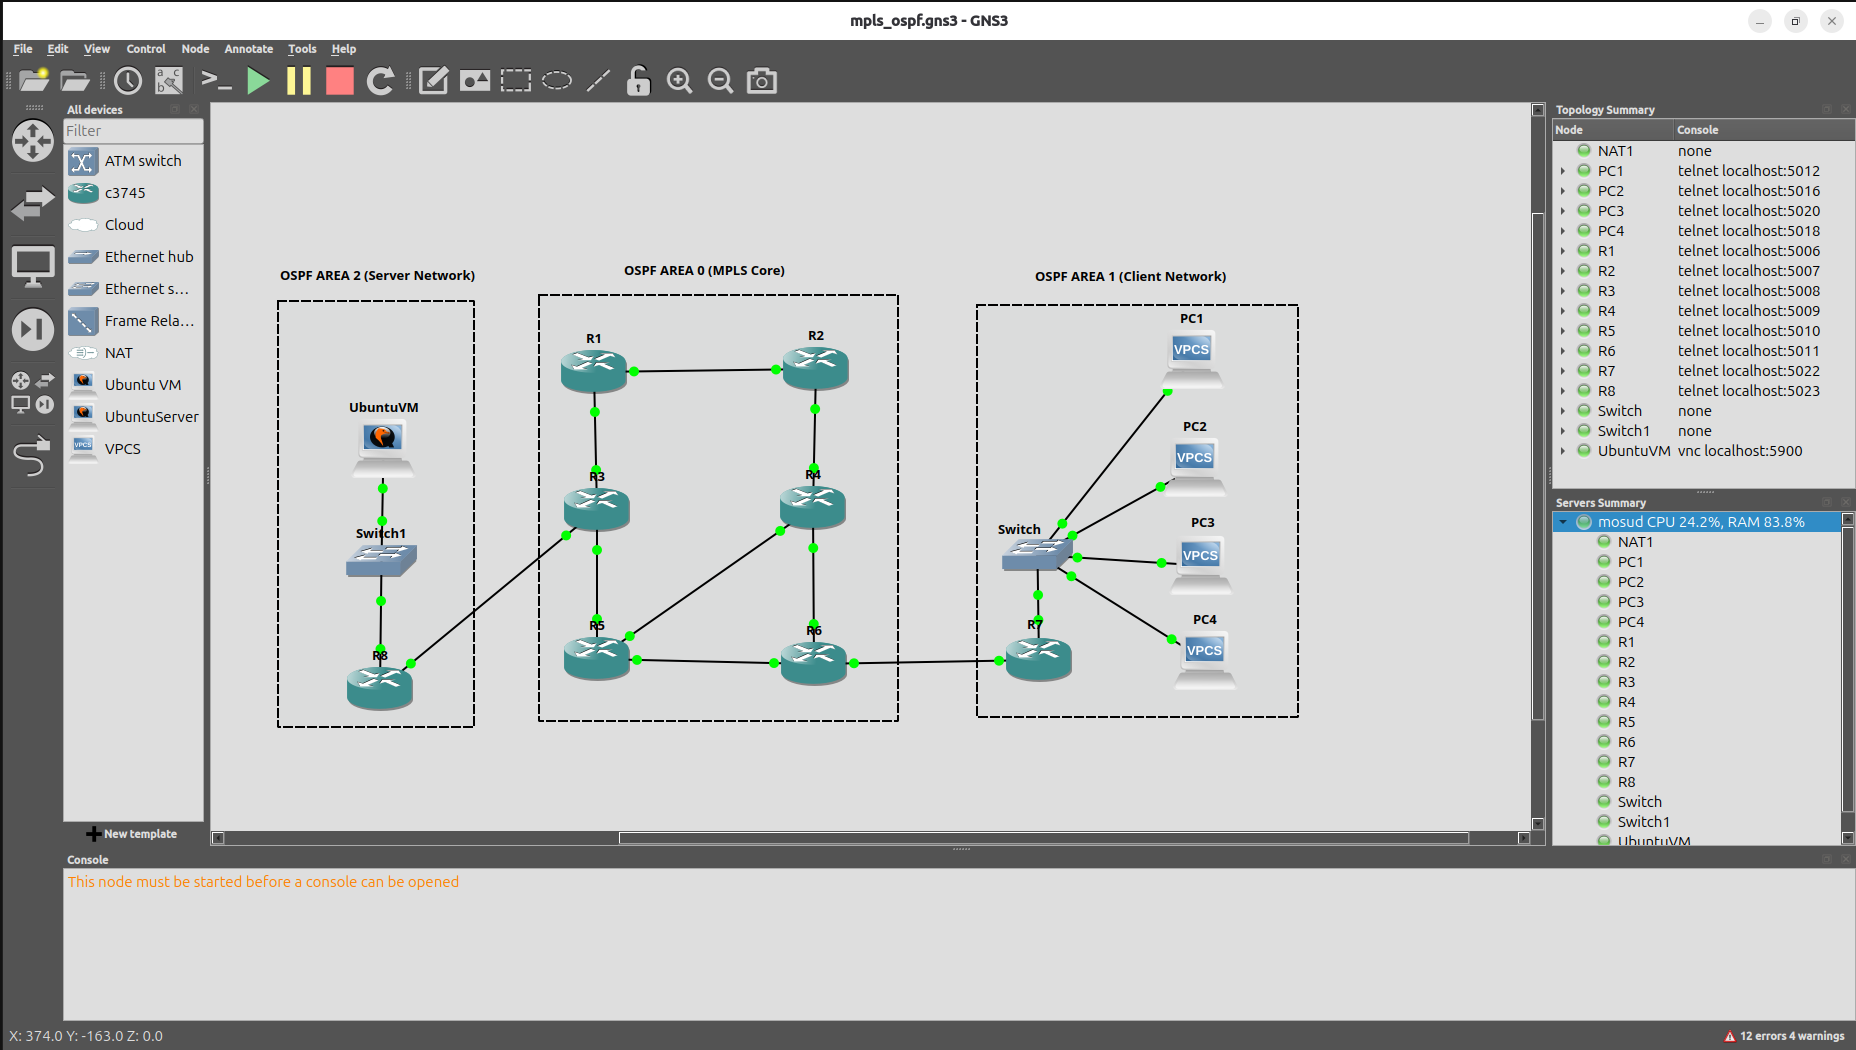 mpls_ospf.gns3 - GNS3
File Edit View Control Node Annotate Tools Help
All devices
Filter
ATM switch
c3745
Cloud
Ethernet hub
Ethernet s...
Frame Rela...
NAT
Ubuntu VM
UbuntuServer
VPCS
New template
OSPF AREA 2 (Server Network)
UbuntuVM
Switch1
R8
OSPF AREA 0 (MPLS Core)
R1
R2
R3
R4
R5
R6
OSPF AREA 1 (Client Network)
PC1
VPCS
PC2
VPCS
PC3
VPCS
Switch
R7
PC4
VPCS
Topology Summary
Node Console
NAT1 none
PC1 telnet localhost:5012
PC2 telnet localhost:5016
PC3 telnet localhost:5020
PC4 telnet localhost:5018
R1 telnet localhost:5006
R2 telnet localhost:5007
R3 telnet localhost:5008
R4 telnet localhost:5009
R5 telnet localhost:5010
R6 telnet localhost:5011
R7 telnet localhost:5022
R8 telnet localhost:5023
Switch none
Switch1 none
UbuntuVM vnc localhost:5900
Servers Summary
mosud CPU 24.2%, RAM 83.8%
NAT1
PC1
PC2
PC3
PC4
R1
R2
R3
R4
R5
R6
R7
R8
Switch
Switch1
UbuntuVM
Console
This node must be started before a console can be opened
X: 374.0 Y: -163.0 Z: 0.0
12 errors 4 warnings